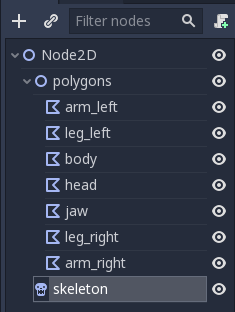 Filter nodes
Node2D
polygons
arm_left
leg_left
body
head
jaw
leg_right
arm_right
skeleton